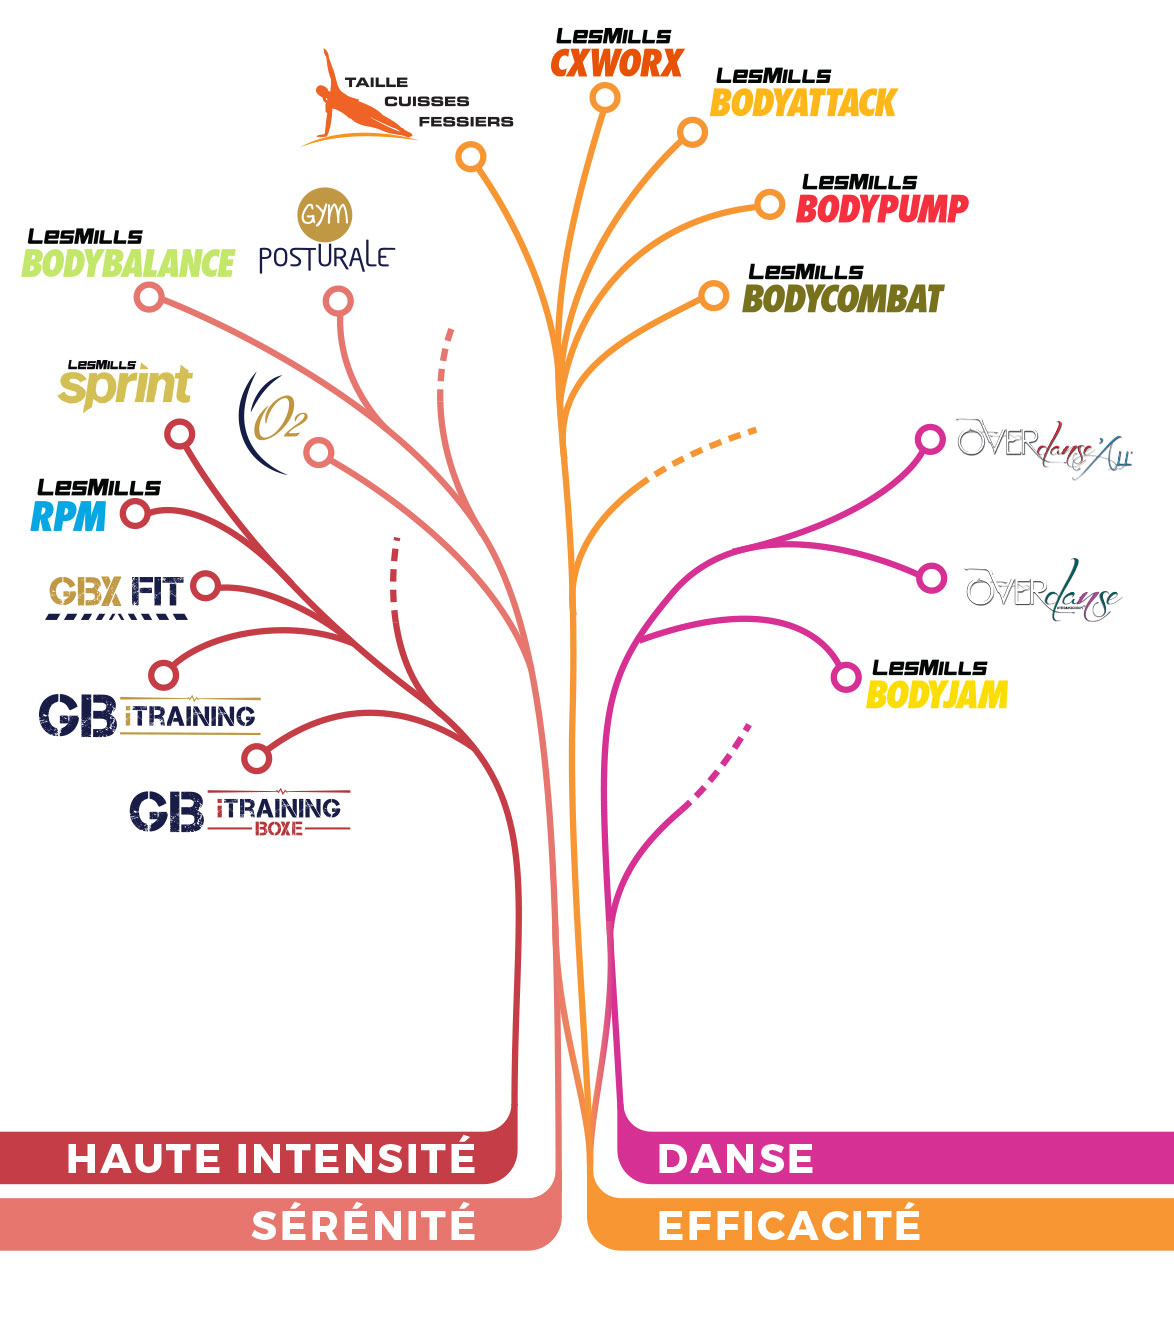 LESMILLS
CXWORX
LESMILLS
BODYATTACK
TAILLE
CUISSES
FESSIERS
LESMILLS
BODYPUMP
GYM
POSTURALE
LESMILLS
BODYBALANCE
LESMILLS
BODYCOMBAT
LESMILLS
sprint
O2
OVERdanse'All
LESMILLS
RPM
GBX FIT
OVERdanse
LESMILLS
BODYJAM
GB iTRAINING
GB iTRAINING
BOXE
HAUTE INTENSITÉ
DANSE
SÉRÉNITÉ
EFFICACITÉ